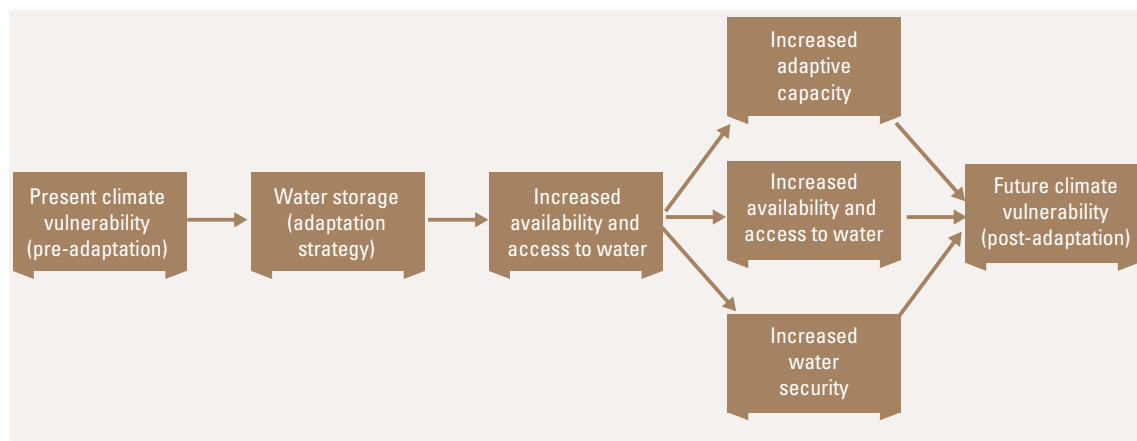 Present climate
vulnerability
(pre-adaptation)
Water storage
(adaptation
strategy)
Increased
availability and
access to water
Increased
adaptive
capacity
Increased
availability and
access to water
Increased
water
security
Future climate
vulnerability
(post-adaptation)